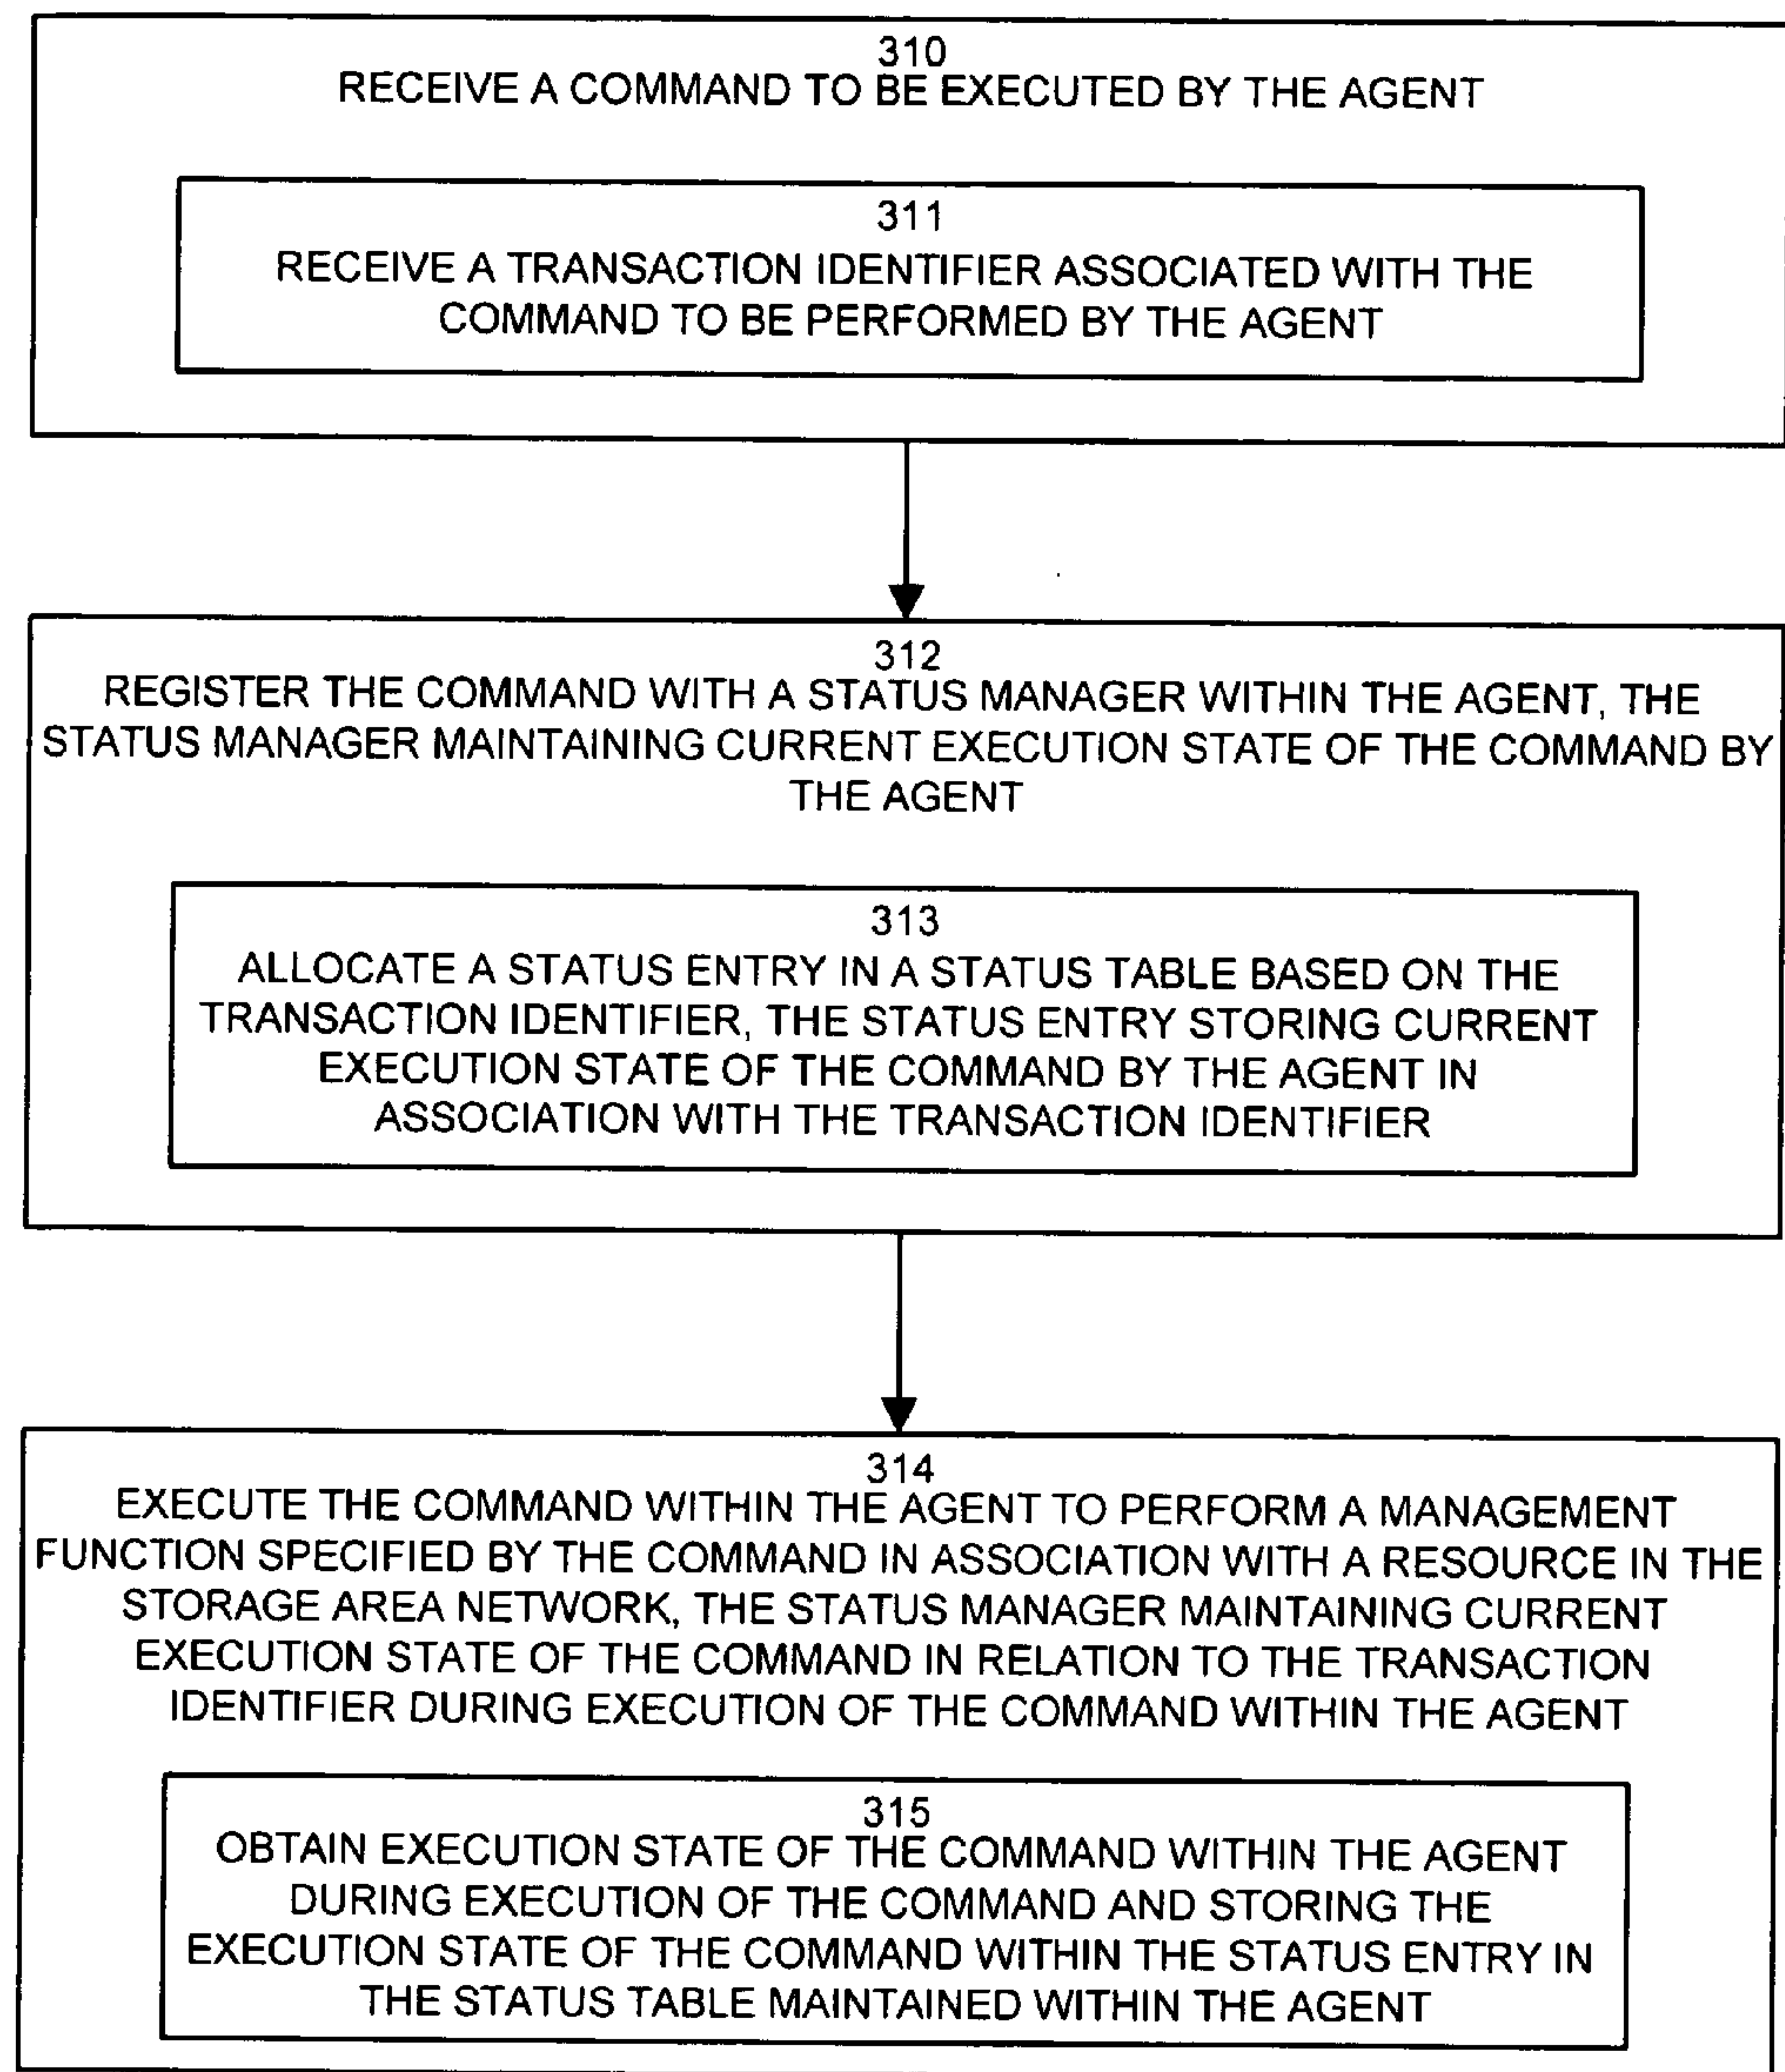 310
RECEIVE A COMMAND TO BE EXECUTED BY THE AGENT
311
RECEIVE A TRANSACTION IDENTIFIER ASSOCIATED WITH THE
COMMAND TO BE PERFORMED BY THE AGENT
312
REGISTER THE COMMAND WITH A STATUS MANAGER WITHIN THE AGENT, THE
STATUS MANAGER MAINTAINING CURRENT EXECUTION STATE OF THE COMMAND BY
THE AGENT
313
ALLOCATE A STATUS ENTRY IN A STATUS TABLE BASED ON THE
TRANSACTION IDENTIFIER, THE STATUS ENTRY STORING CURRENT
EXECUTION STATE OF THE COMMAND BY THE AGENT IN
ASSOCIATION WITH THE TRANSACTION IDENTIFIER
314
EXECUTE THE COMMAND WITHIN THE AGENT TO PERFORM A MANAGEMENT
FUNCTION SPECIFIED BY THE COMMAND IN ASSOCIATION WITH A RESOURCE IN THE
STORAGE AREA NETWORK, THE STATUS MANAGER MAINTAINING CURRENT
EXECUTION STATE OF THE COMMAND IN RELATION TO THE TRANSACTION
IDENTIFIER DURING EXECUTION OF THE COMMAND WITHIN THE AGENT
315
OBTAIN EXECUTION STATE OF THE COMMAND WITHIN THE AGENT
DURING EXECUTION OF THE COMMAND AND STORING THE
EXECUTION STATE OF THE COMMAND WITHIN THE STATUS ENTRY IN
THE STATUS TABLE MAINTAINED WITHIN THE AGENT